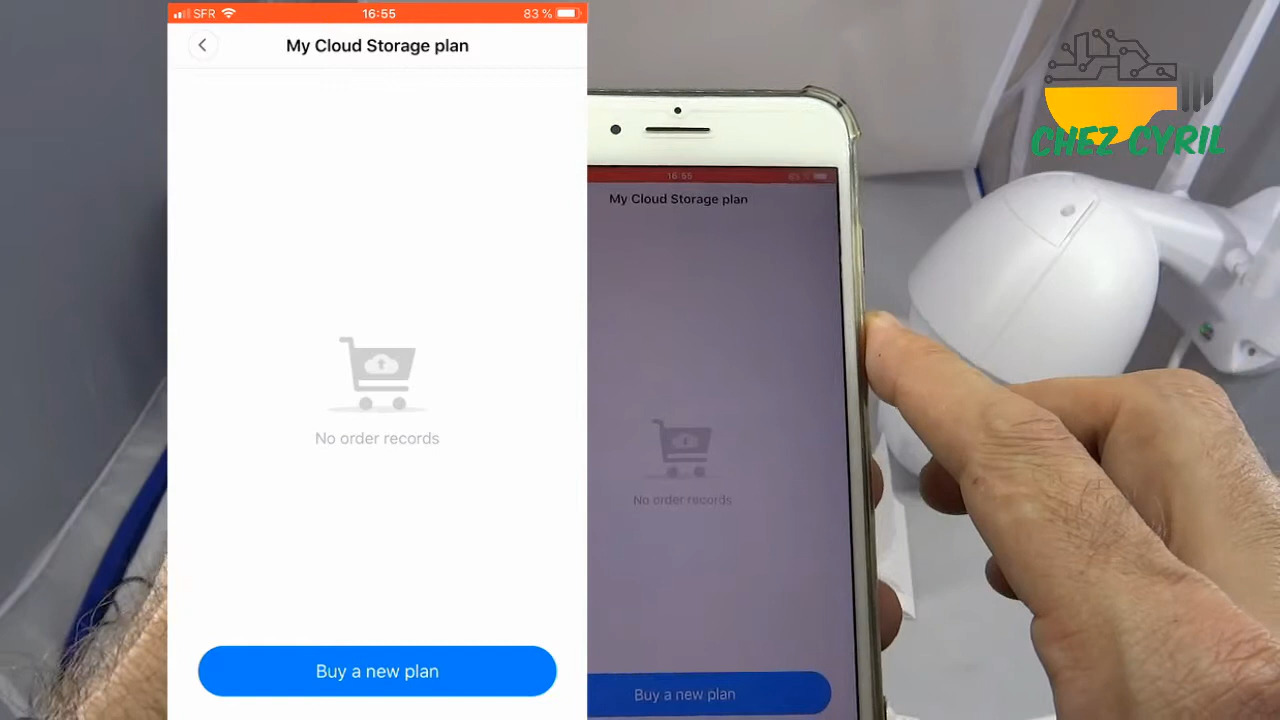 SFR 16:55 83 %
My Cloud Storage plan
No order records
Buy a new plan
CHEZ CYRIL
16:55
My Cloud Storage plan
No order records
Buy a new plan